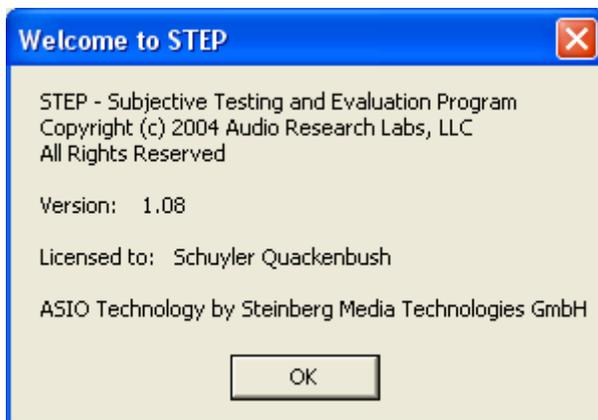 Welcome to STEP
STEP - Subjective Testing and Evaluation Program
Copyright (c) 2004 Audio Research Labs, LLC
All Rights Reserved
Version: 1.08
Licensed to: Schuyler Quackenbush
ASIO Technology by Steinberg Media Technologies GmbH
OK